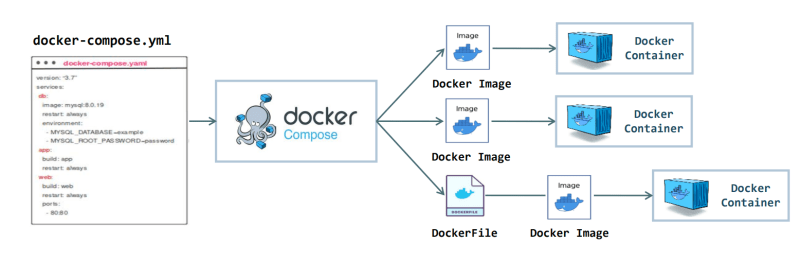 docker-compose.yml
docker-compose.yaml
version: "3.7"
services:
db:
image: mysql:8.0.19
restart: always
environment:
- MYSQL_DATABASE=example
- MYSQL_ROOT_PASSWORD=password
app:
build: app
restart: always
web:
build: web
restart: always
ports:
- 80:80
docker
Compose
Image
Docker Image
Docker
Container
Image
Docker Image
Docker
Container
DOCKERFILE
DockerFile
Image
Docker Image
Docker
Container